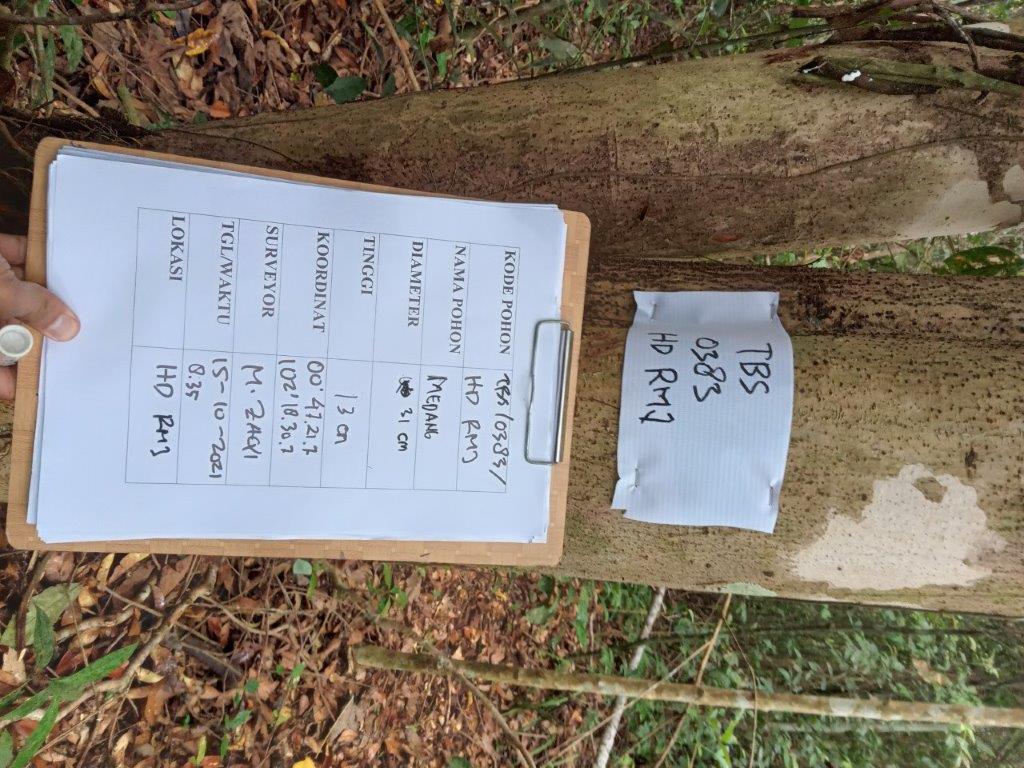 TBS
0383
HD RMJ
KODE POHON TBS/0383/
HD RMJ
NAMA POHON MEDANG
DIAMETER 31 cm
TINGGI 13 cm
KOORDINAT 00' 47.21.7
102' 18.30.7
SURVEYOR M. ZAQI
TGL/WAKTU 15-10-2021
8.35
LOKASI HD RMJ